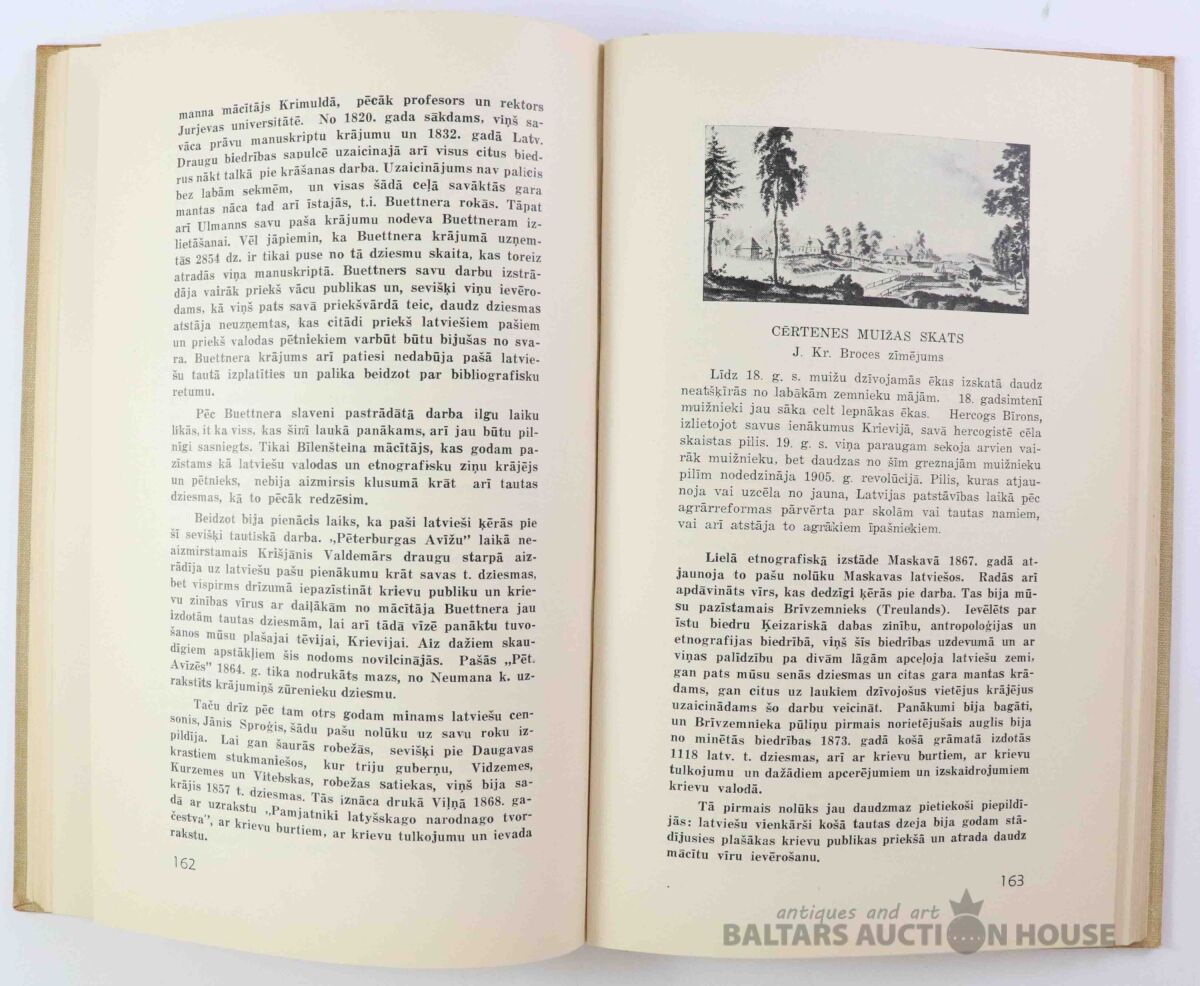 manna mācītājs Krimuldā, pēcāk profesors un rektors
Jurjevas universitātē. No 1820. gada sākdams, viņš sa-
vāca prāvu manuskriptu krājumu un 1832. gadā Latv.
Draugu biedrības sapulcē uzaicinajā arī visus citus bied-
rus nākt talkā pie krāšanas darba. Uzaicinājums nav palicis
bez labām sekmēm, un visas šādā ceļā savāktās gara
mantas nāca tad arī īstajās, t.i. Buettnera rokās. Tāpat
arī Ulmanns savu paša krājumu nodeva Buettneram iz-
lietāšanai. Vēl jāpiemin, ka Buettnera krājumā uzņem-
tās 2854 dz. ir tikai puse no tā dziesmu skaita, kas toreiz
atradās viņa manuskriptā. Buettners savu darbu izstrā-
dāja vairāk priekš vācu publikas un, sevišķi viņu ievēro-
dams, kā viņš pats savā priekšvārdā teic, daudz dziesmas
atstāja neuzņemtas, kas citādi priekš latviešiem pašiem
un priekš valodas pētniekiem varbūt būtu bijušas no sva-
ra. Buettnera krājums arī patiesi nedabūja pašā latvie-
šu tautā izplatīties un palika beidzot par bibliografisku
retumu.
Pēc Buettnera slaveni pastrādātā darba ilgu laiku
likās, it ka viss, kas šinī laukā panākams, arī jau būtu pil-
nīgi sasniegts. Tikai Bīlenšteina mācītājs, kas godam pa-
zīstams kā latviešu valodas un etnografisku ziņu krājējs
un pētnieks, nebija aizmirsis klusumā krāt arī tautas
dziesmas, kā to pēcāk redzēsim.
Beidzot bija pienācis laiks, ka paši latvieši ķērās pie
šī sevišķi tautiskā darba. „Pēterburgas Avīžu" laikā ne-
aizmirstamais Krišjānis Valdemārs draugu starpā aiz-
rādīja uz latviešu pašu pienākumu krāt savas t. dziesmas,
bet vispirms drīzumā iepazīstināt krievu publiku un krie-
vu zinības vīrus ar daiļākām no mācītāja Buettnera jau
izdotām tautas dziesmām, lai arī tādā vīzē panāktu tuvo-
šanos mūsu plašajai tēvijai, Krievijai. Aiz dažiem skau-
dīgiem apstākļiem šis nodoms novilcinājās. Pašās „Pēt.
Avīzēs" 1864. g. tika nodrukāts mazs, no Neumana k. uz-
rakstīts krājumiņš zūrenieku dziesmu.
Taču drīz pēc tam otrs godam minams latviešu cen-
sonis, Jānis Sproģis, šādu pašu nolūku uz savu roku iz-
pildīja. Lai gan šaurās robežās, sevišķi pie Daugavas
krastiem stukmaniešos, kur triju guberņu, Vidzemes,
Kurzemes un Vitebskas, robežas satiekas, viņš bija sa-
krājis 1857 t. dziesmas. Tās iznāca drukā Viļņā 1868. ga-
dā ar uzrakstu „Pamjatniki latyšskago narodnago tvor-
čestva", ar krievu burtiem, ar krievu tulkojumu un ievada
rakstu.
162
CĒRTENES MUIŽAS SKATS
J. Kr. Broces zīmējums
Līdz 18. g. s. muižu dzīvojamās ēkas izskatā daudz
neatšķīrās no labākām zemnieku mājām. 18. gadsimtenī
muižnieki jau sāka celt lepnākas ēkas. Hercogs Bīrons,
izlietojot savus ienākumus Krievijā, savā hercogistē cēla
skaistas pilis. 19. g. s. viņa paraugam sekoja arvien vai-
rāk muižnieku, bet daudzas no šīm greznajām muižnieku
pilīm nodedzināja 1905. g. revolūcijā. Pilis, kuras atjau-
noja vai uzcēla no jauna, Latvijas patstāvības laikā pēc
agrārreformas pārvērta par skolām vai tautas namiem,
vai arī atstāja to agrākiem īpašniekiem.
Lielā etnografiskā izstāde Maskavā 1867. gadā at-
jaunoja to pašu nolūku Maskavas latviešos. Radās arī
apdāvināts vīrs, kas dedzīgi ķērās pie darba. Tas bija mū-
su pazīstamais Brīvzemnieks (Treulands). Ievēlēts par
īstu biedru Ķeizariskā dabas zinību, antropoloģijas un
etnografijas biedrībā, viņš šīs biedrības uzdevumā un ar
viņas palīdzību pa divām lāgām apceļoja latviešu zemi,
gan pats mūsu senās dziesmas un citas gara mantas krā-
dams, gan citus uz laukiem dzīvojošus vietējus krājējus
uzaicinādams šo darbu veicināt. Panākumi bija bagāti,
un Brīvzemnieka pūliņu pirmais norietējušais auglis bija
no minētās biedrības 1873. gadā košā grāmatā izdotās
1118 latv. t. dziesmas, arī ar krievu burtiem, ar krievu
tulkojumu un dažādiem apcerējumiem un izskaidrojumiem
krievu valodā.
Tā pirmais nolūks jau daudzmaz pietiekoši piepildī-
jās: latviešu vienkārši košā tautas dzeja bija godam stā-
dījusies plašākas krievu publikas priekšā un atrada daudz
mācītu vīru ievērošanu.
163
antiques and art
BALTARS AUCTION HOUSE